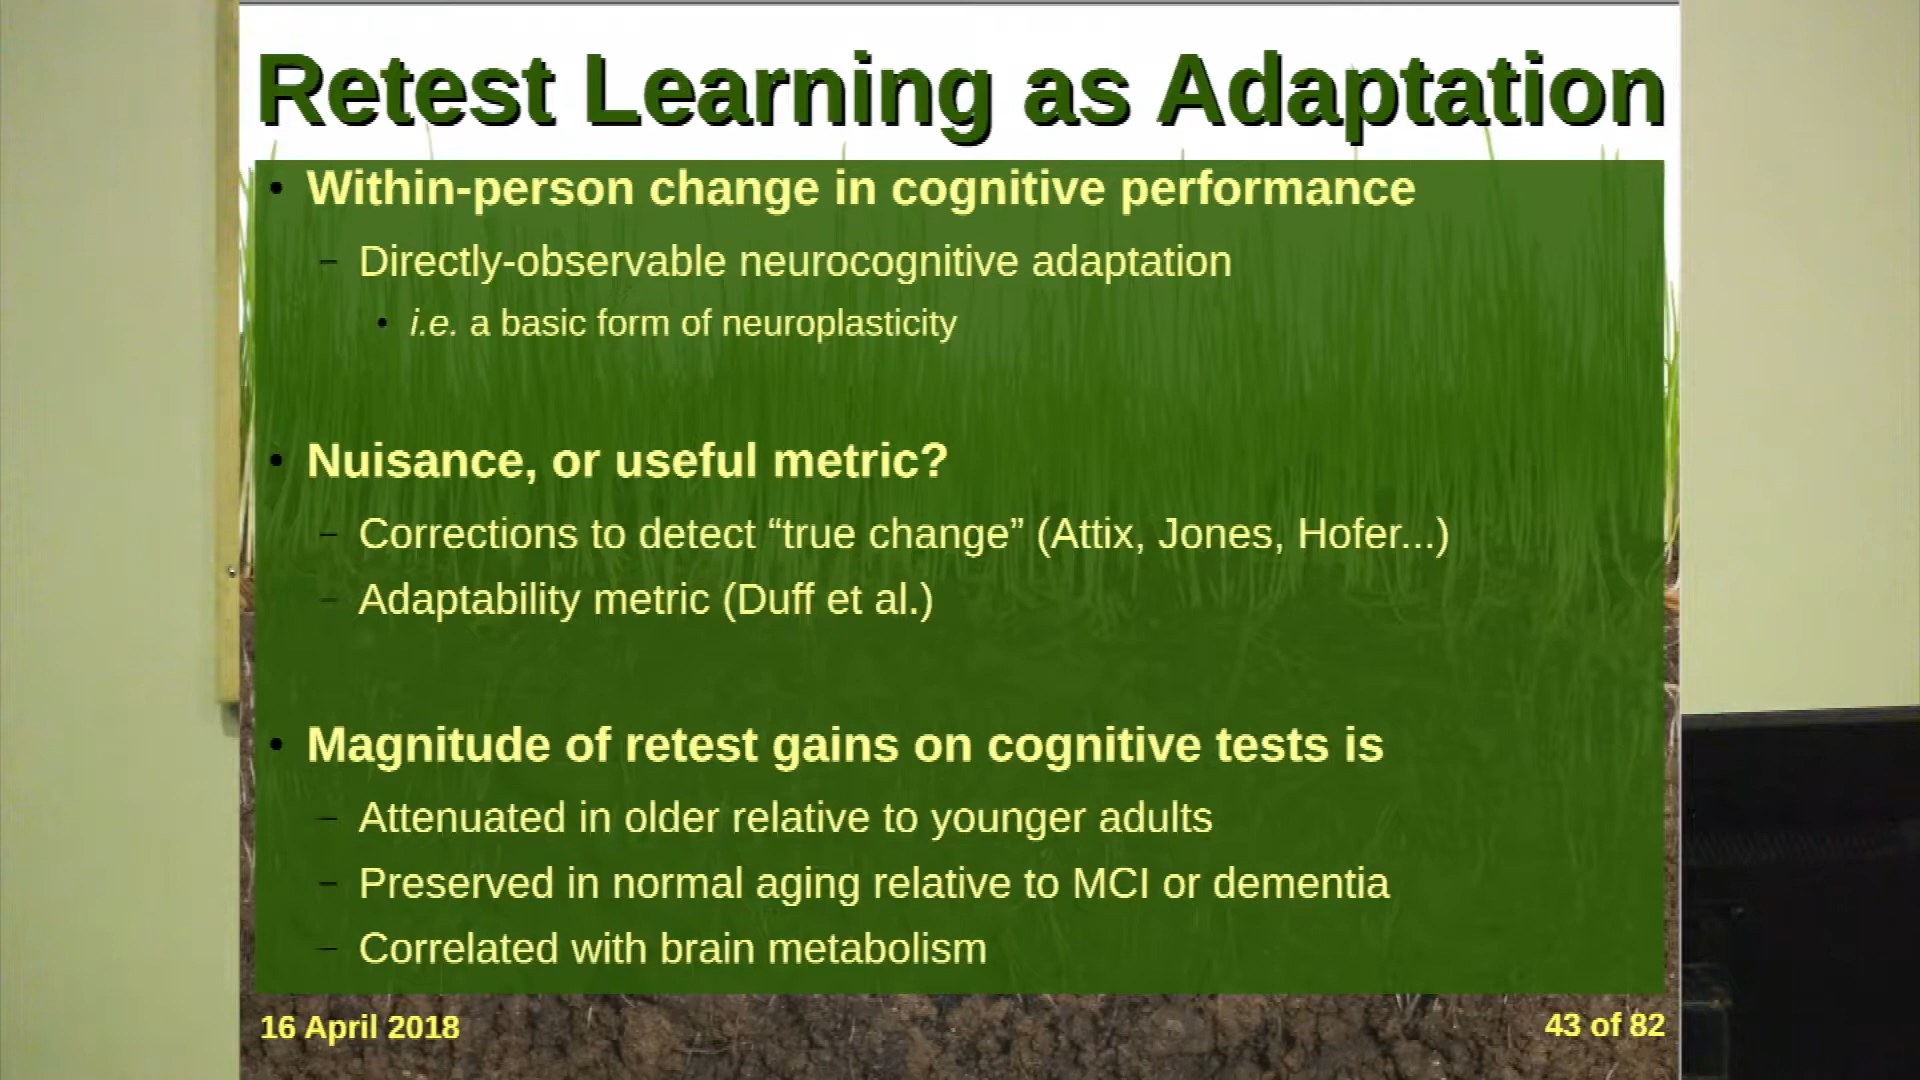 Retest Learning as Adaptation
• Within-person change in cognitive performance
– Directly-observable neurocognitive adaptation
• i.e. a basic form of neuroplasticity
• Nuisance, or useful metric?
– Corrections to detect “true change” (Attix, Jones, Hofer...)
– Adaptability metric (Duff et al.)
• Magnitude of retest gains on cognitive tests is
– Attenuated in older relative to younger adults
– Preserved in normal aging relative to MCI or dementia
– Correlated with brain metabolism
16 April 2018
43 of 82